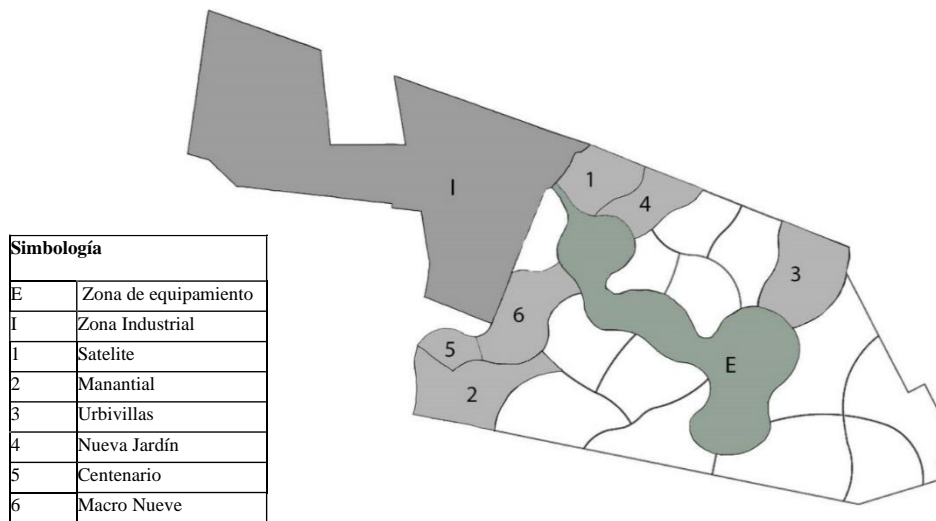 I
1
4
3
6
5
2
E
Simbología
E Zona de equipamiento
I Zona Industrial
1 Satelite
2 Manantial
3 Urbivillas
4 Nueva Jardín
5 Centenario
6 Macro Nueve